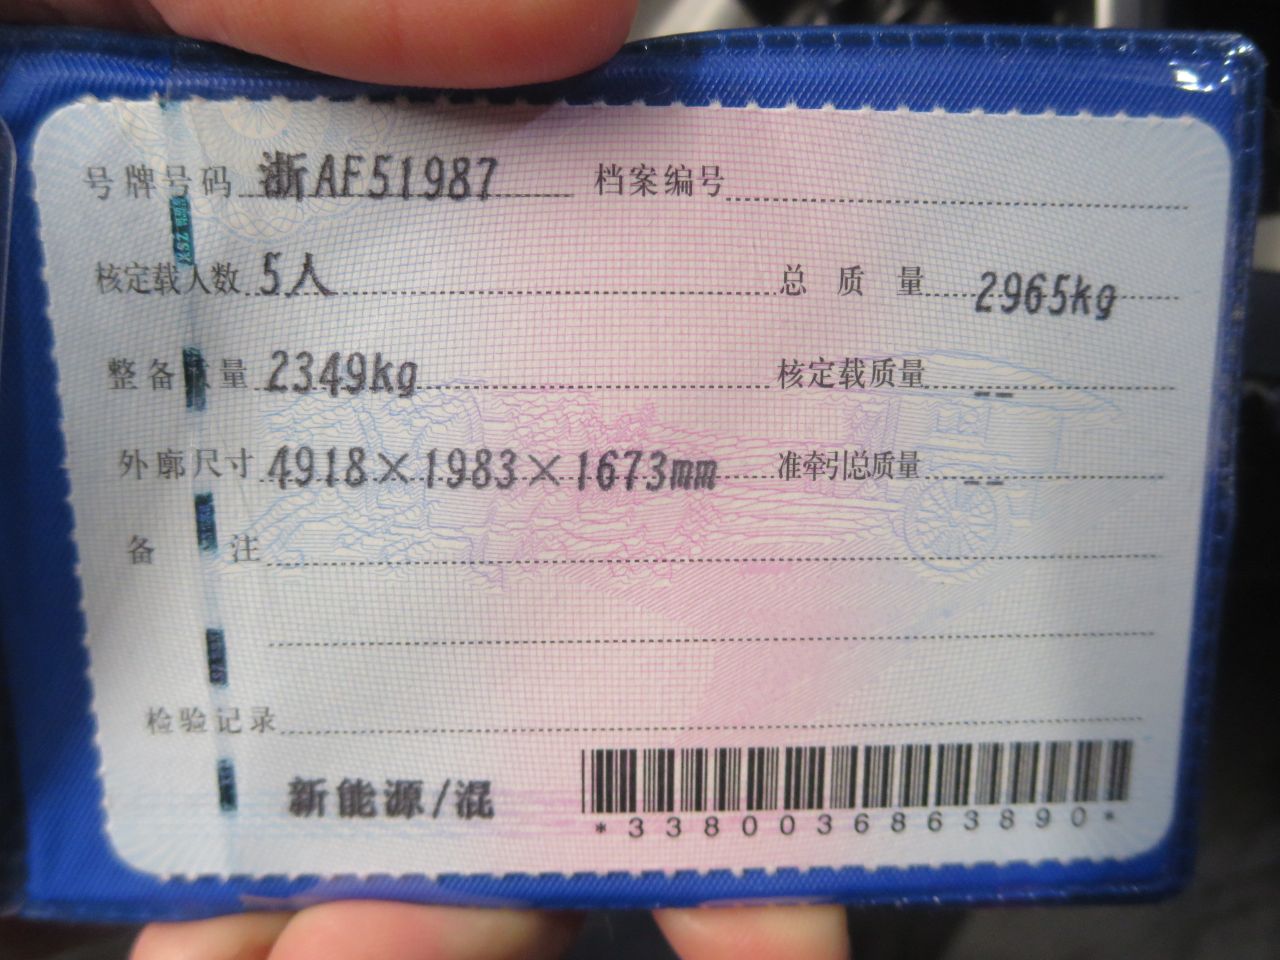 号牌号码 浙AF51987 档案编号
核定载人数 5人 总质量 2965kg
整备质量 2349kg 核定载质量 --
外廓尺寸 4918×1983×1673mm 准牵引总质量 --
备注
检验记录
新能源/混
*3380036863890*